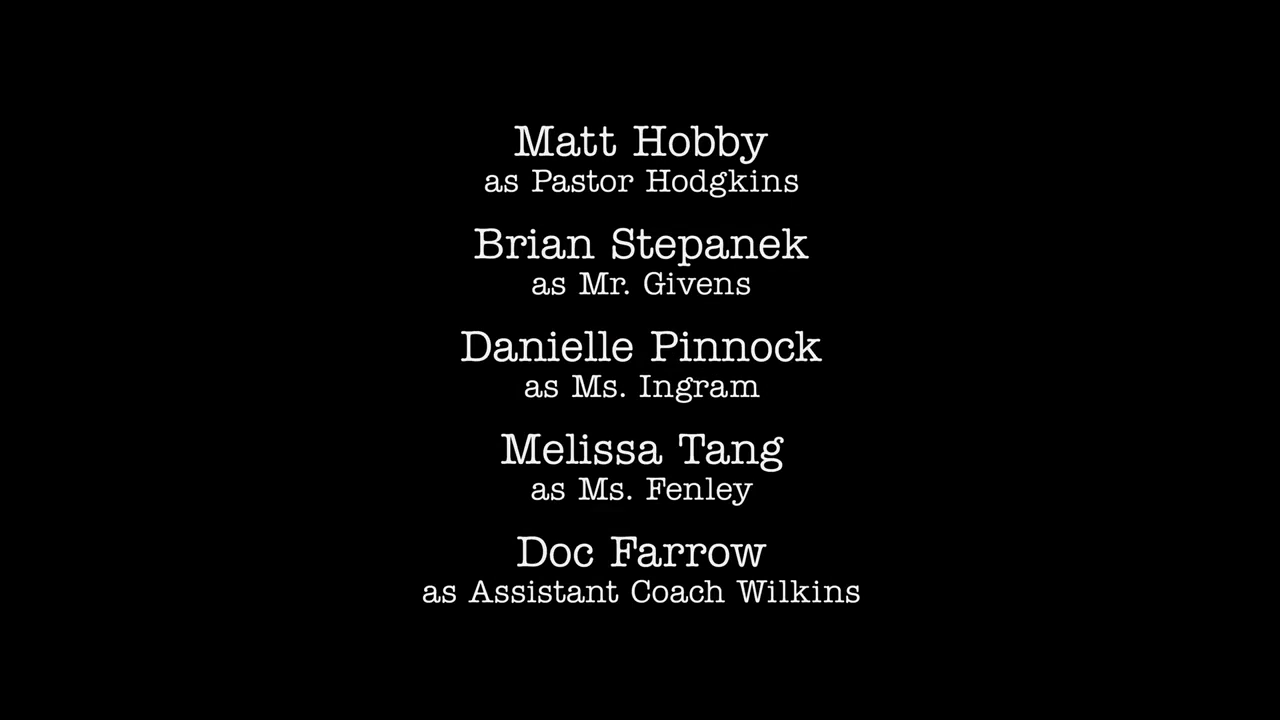 Matt Hobby
as Pastor Hodgkins
Brian Stepanek
as Mr. Givens
Danielle Pinnock
as Ms. Ingram
Melissa Tang
as Ms. Fenley
Doc Farrow
as Assistant Coach Wilkins